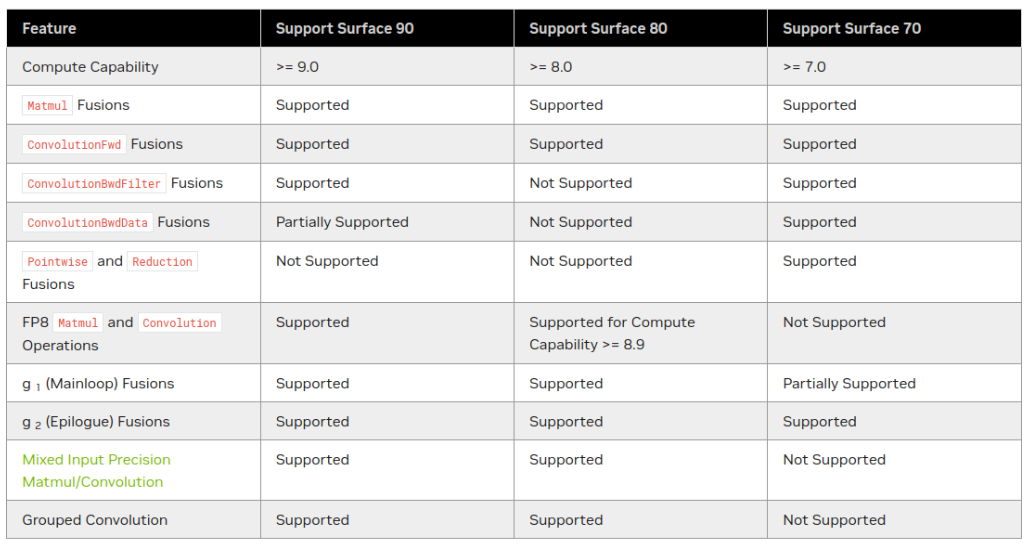 Feature Support Surface 90 Support Surface 80 Support Surface 70
Compute Capability >= 9.0 >= 8.0 >= 7.0
Matmul Fusions Supported Supported Supported
ConvolutionFwd Fusions Supported Supported Supported
ConvolutionBwdFilter Fusions Supported Not Supported Supported
ConvolutionBwdData Fusions Partially Supported Not Supported Supported
Pointwise and Reduction Not Supported Not Supported Supported
Fusions
FP8 Matmul and Convolution Supported Supported for Compute Not Supported
Operations Capability >= 8.9
g 1 (Mainloop) Fusions Supported Supported Partially Supported
g 2 (Epilogue) Fusions Supported Supported Supported
Mixed Input Precision Supported Supported Not Supported
Matmul/Convolution
Grouped Convolution Supported Supported Not Supported